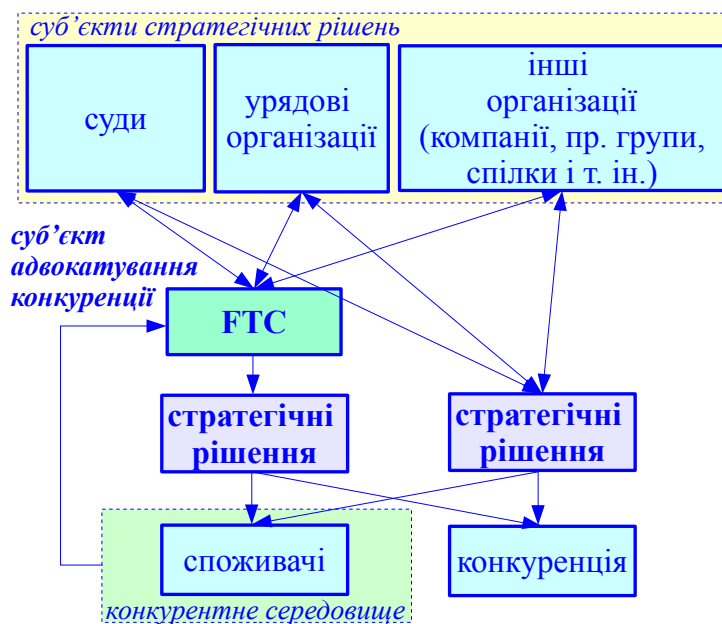 суб’єкти стратегічних рішень
суди
урядові
організації
інші
організації
(компанії, пр. групи,
спілки і т. ін.)
суб’єкт
адвокатування
конкуренції
FTC
стратегічні
рішення
стратегічні
рішення
споживачі
конкуренція
конкурентне середовище